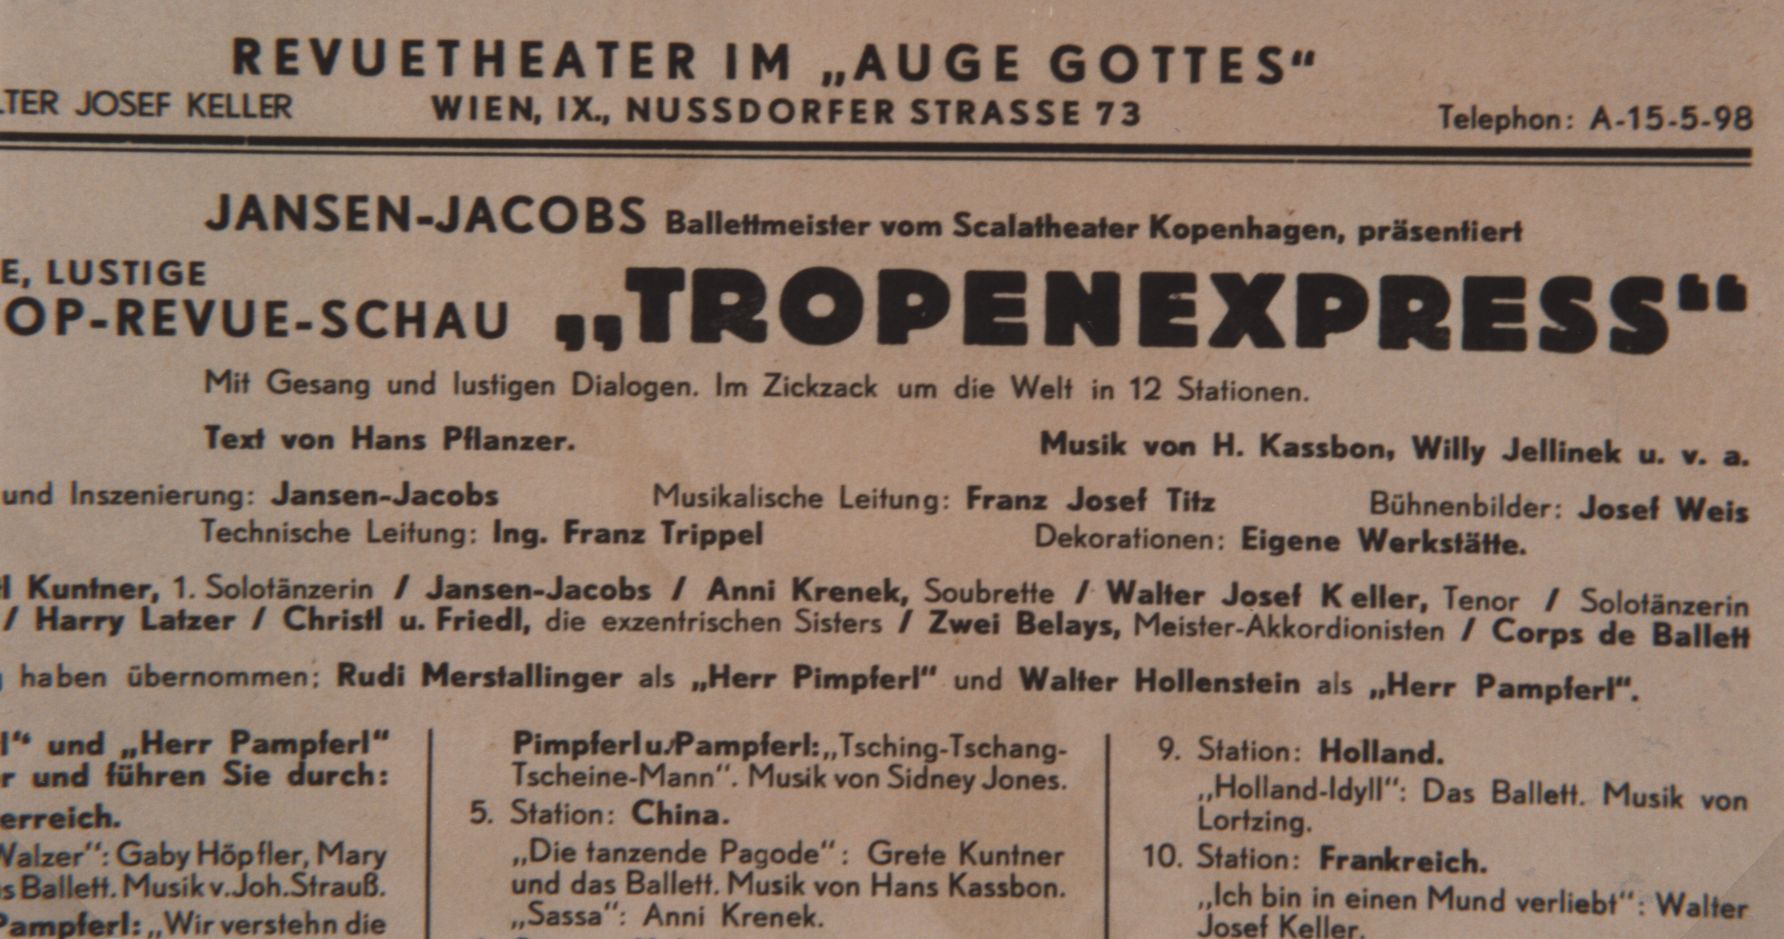 REVUETHEATER IM „AUGE GOTTES“
JOSEF KELLER WIEN, IX., NUSSDORFER STRASSE 73 Telephon: A-15-5-98
JANSEN-JACOBS Ballettmeister vom Scalatheater Kopenhagen, präsentiert
E, LUSTIGE
OP-REVUE-SCHAU „TROPENEXPRESS“
Mit Gesang und lustigen Dialogen. Im Zickzack um die Welt in 12 Stationen.
Text von Hans Pflanzer. Musik von H. Kassbon, Willy Jellinek u. v. a.
und Inszenierung: Jansen-Jacobs Musikalische Leitung: Franz Josef Titz Bühnenbilder: Josef Weis
Technische Leitung: Ing. Franz Trippel Dekorationen: Eigene Werkstätte.
Kuntner, 1. Solotänzerin / Jansen-Jacobs / Anni Krenek, Soubrette / Walter Josef Keller, Tenor / Solotänzerin
/ Harry Latzer / Christl u. Friedl, die exzentrischen Sisters / Zwei Belays, Meister-Akkordionisten / Corps de Ballett
haben übernommen: Rudi Merstallinger als „Herr Pimpferl“ und Walter Hollenstein als „Herr Pampferl“.
l“ und „Herr Pampferl“
r und führen Sie durch:
erreich.
Walzer“: Gaby Höpfler, Mary
s Ballett. Musik v. Joh. Strauß.
Pampferl: „Wir verstehn die
Pimpferl u. Pampferl: „Tsching-Tschang-
Tscheine-Mann“. Musik von Sidney Jones.
5. Station: China.
„Die tanzende Pagode“: Grete Kuntner
und das Ballett. Musik von Hans Kassbon.
„Sassa“: Anni Krenek.
9. Station: Holland.
„Holland-Idyll“: Das Ballett. Musik von
Lortzing.
10. Station: Frankreich.
„Ich bin in einen Mund verliebt“: Walter
Josef Keller.